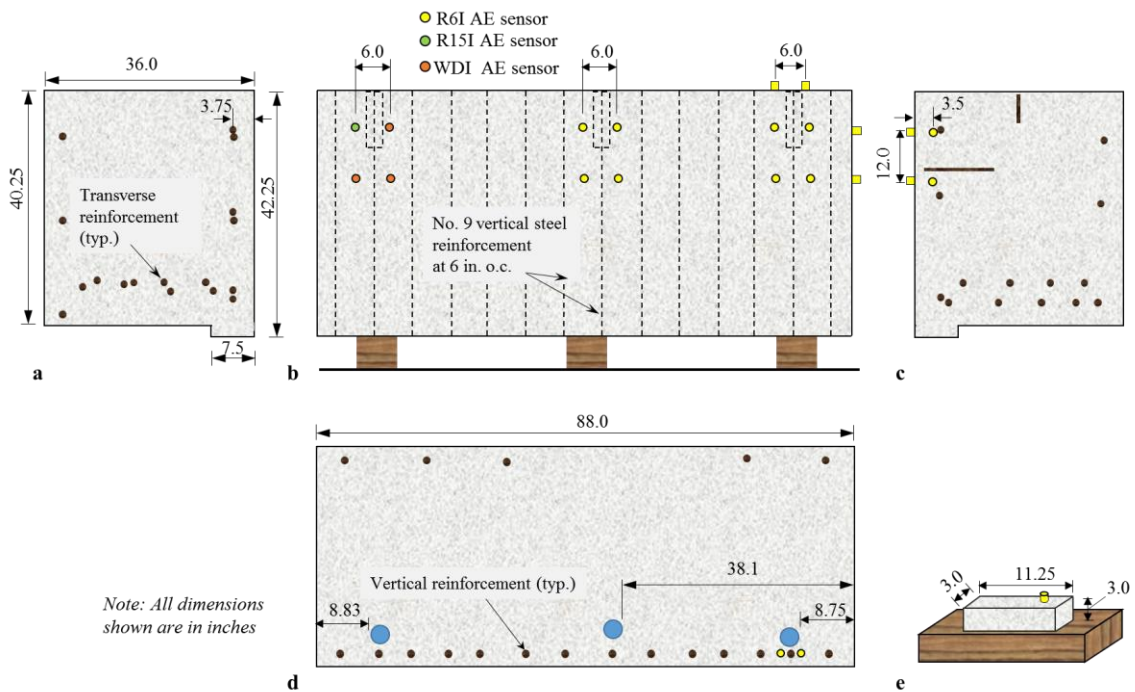 R6I AE sensor
R15I AE sensor
WDI AE sensor
36.0
3.75
40.25
42.25
Transverse
reinforcement
(typ.)
7.5
a
6.0
6.0
6.0
No. 9 vertical steel
reinforcement
at 6 in. o.c.
b
3.5
12.0
c
88.0
38.1
Vertical reinforcement (typ.)
8.83
8.75
d
Note: All dimensions
shown are in inches
3.0
11.25
3.0
e